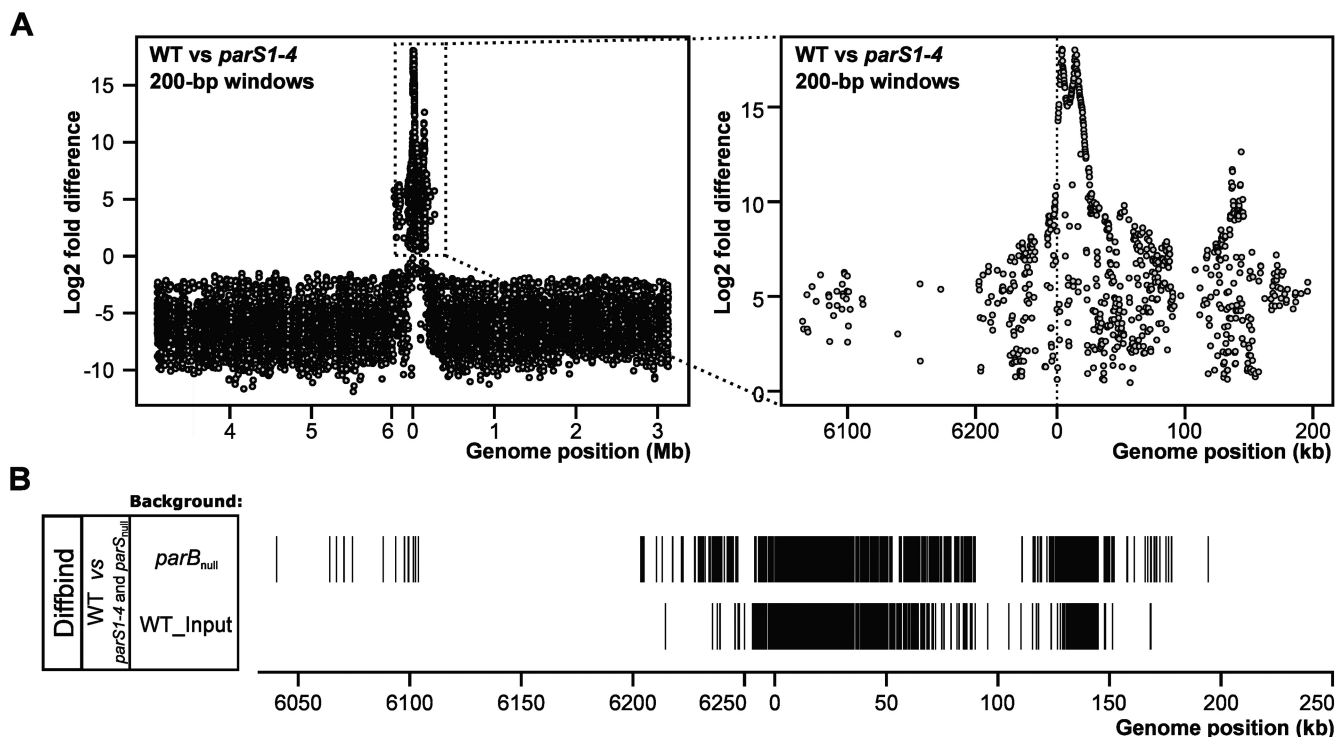 A
WT vs parS1-4
200-bp windows
Log2 fold difference
15
10
5
0
-5
-10
4 5 6 0 1 2 3
Genome position (Mb)
WT vs parS1-4
200-bp windows
Log2 fold difference
15
10
5
0
6100 6200 0 100 200
Genome position (kb)
B
Background:
Diffbind
WT vs
parS1-4 and parSnull
parBnull
WT_Input
6050 6100 6150 6200 6250 0 50 100 150 200 250
Genome position (kb)